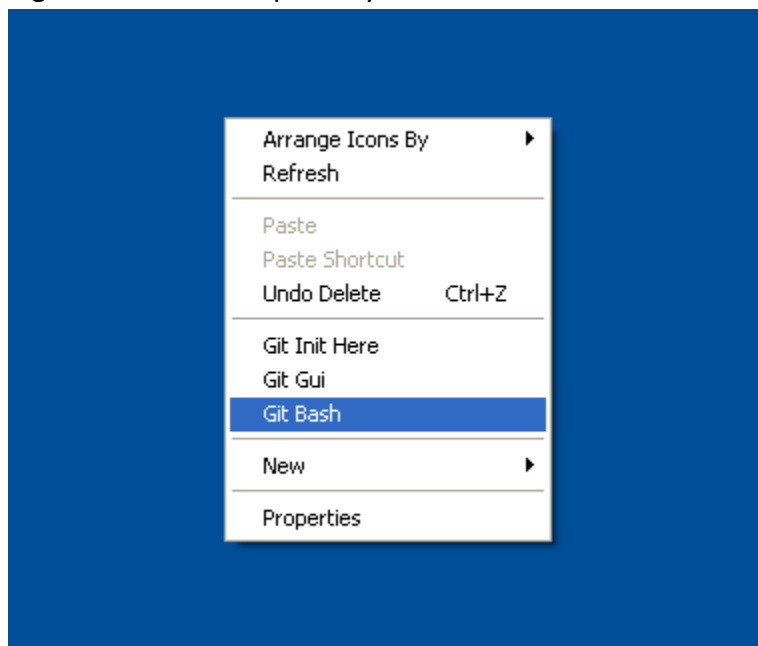 Arrange Icons By
Refresh
Paste
Paste Shortcut
Undo Delete Ctrl+Z
Git Init Here
Git Gui
Git Bash
New
Properties